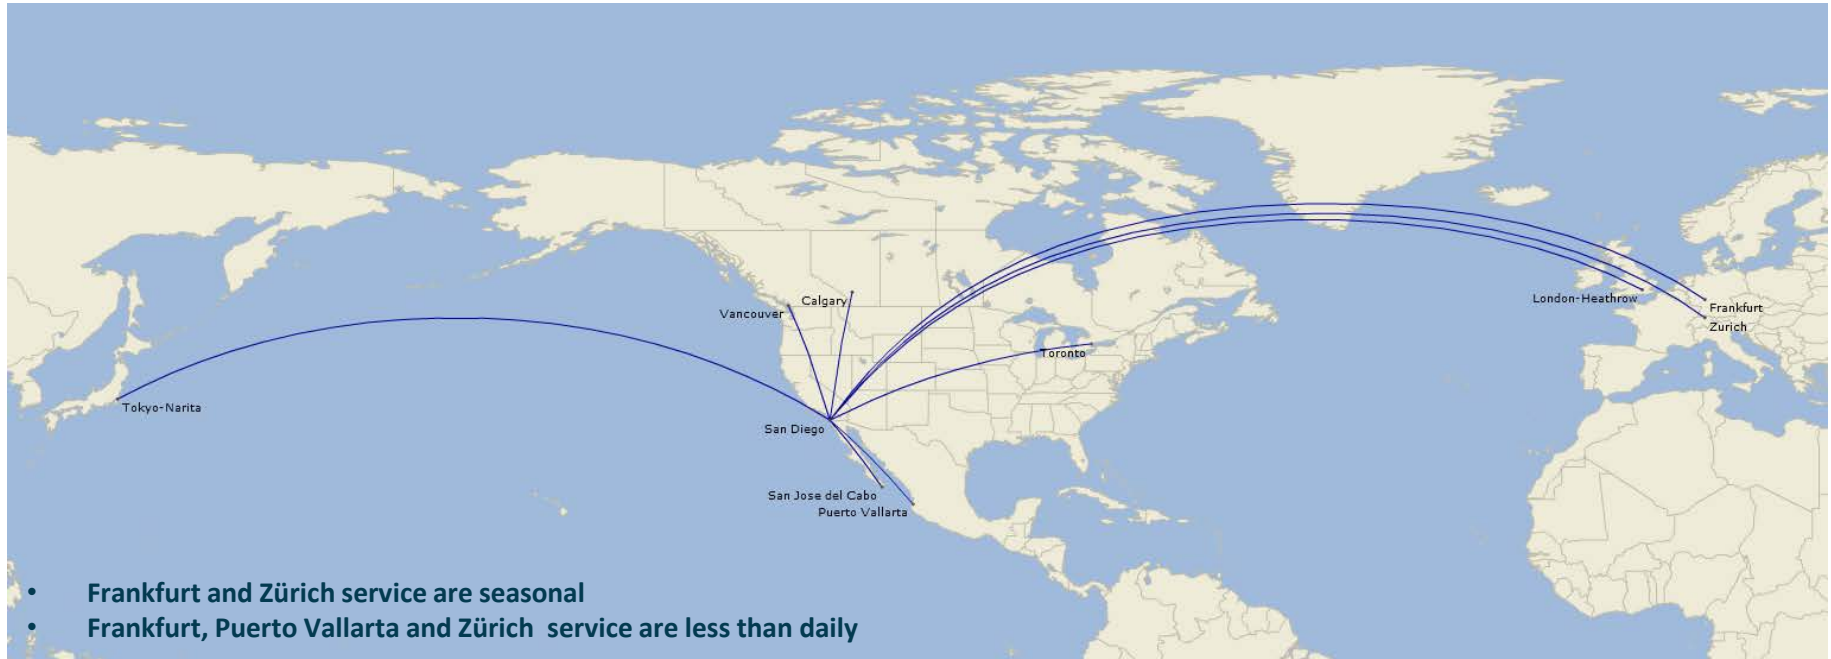 Calgary
Vancouver
London-Heathrow
Frankfurt
Zurich
Toronto
Tokyo-Narita
San Diego
San Jose del Cabo
Puerto Vallarta
• Frankfurt and Zürich service are seasonal
• Frankfurt, Puerto Vallarta and Zürich service are less than daily